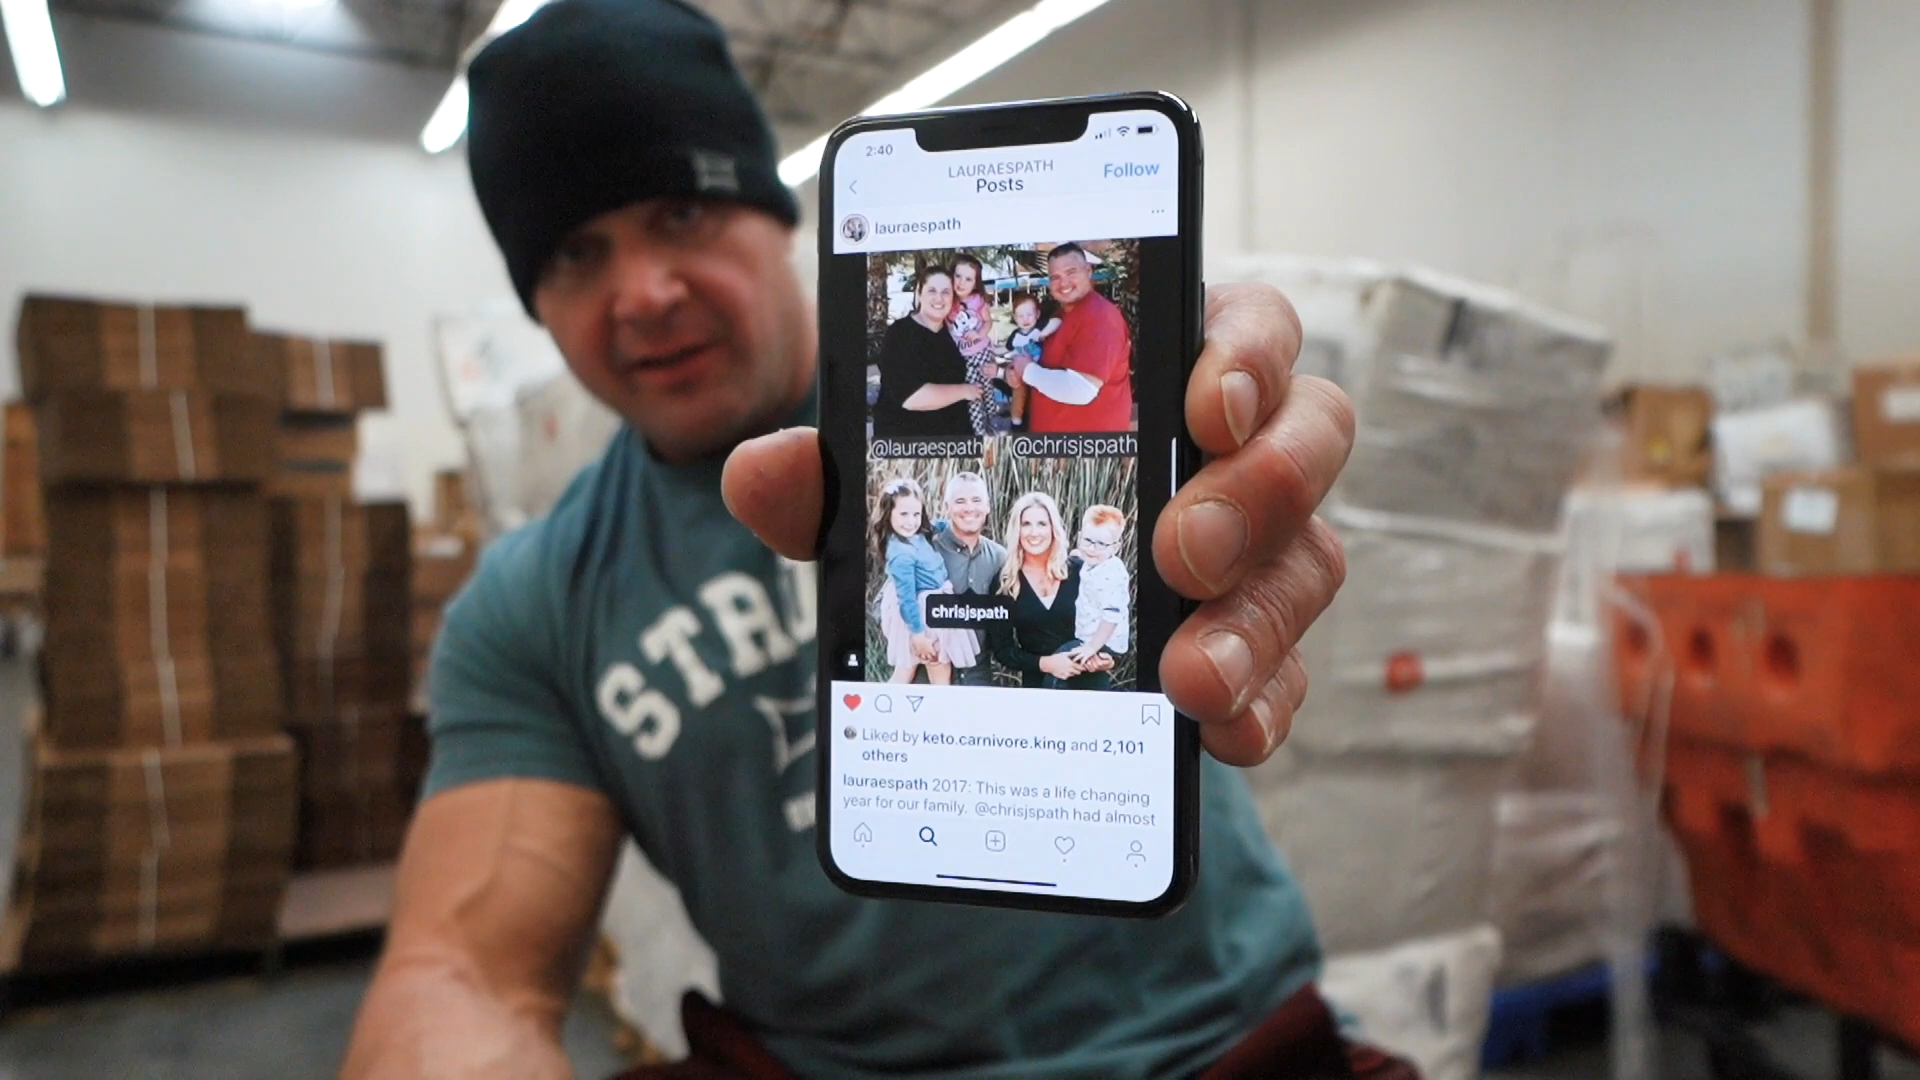 2:40
LAURAESPATH
Posts
Follow
lauraespath
@lauraespath @chrisjspath
chrisjspath
Liked by keto.carnivore.king and 2,101
others
lauraespath 2017: This was a life changing
year for our family. @chrisjspath had almost